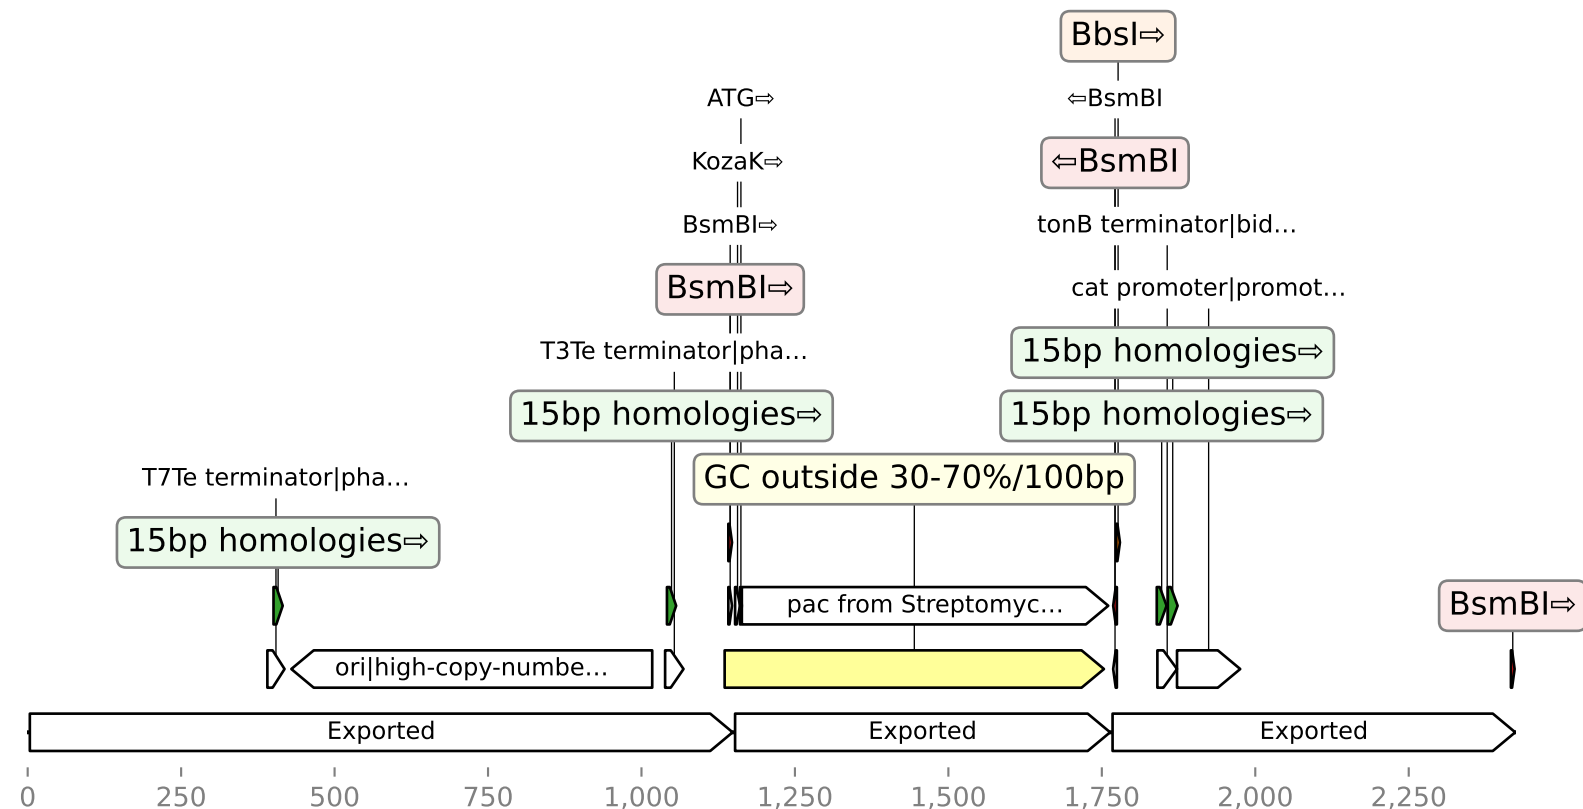 BbsI⇨
ATG⇨
⇦BsmBI
KozaK⇨
⇦BsmBI
BsmBI⇨
tonB terminator|bid…
BsmBI⇨
cat promoter|promot…
T3Te terminator|pha…
15bp homologies⇨
15bp homologies⇨
15bp homologies⇨
T7Te terminator|pha…
GC outside 30-70%/100bp
15bp homologies⇨
pac from Streptomyc…
BsmBI⇨
ori|high-copy-numbe…
Exported
Exported
Exported
0
250
500
750
1,000
1,250
1,500
1,750
2,000
2,250